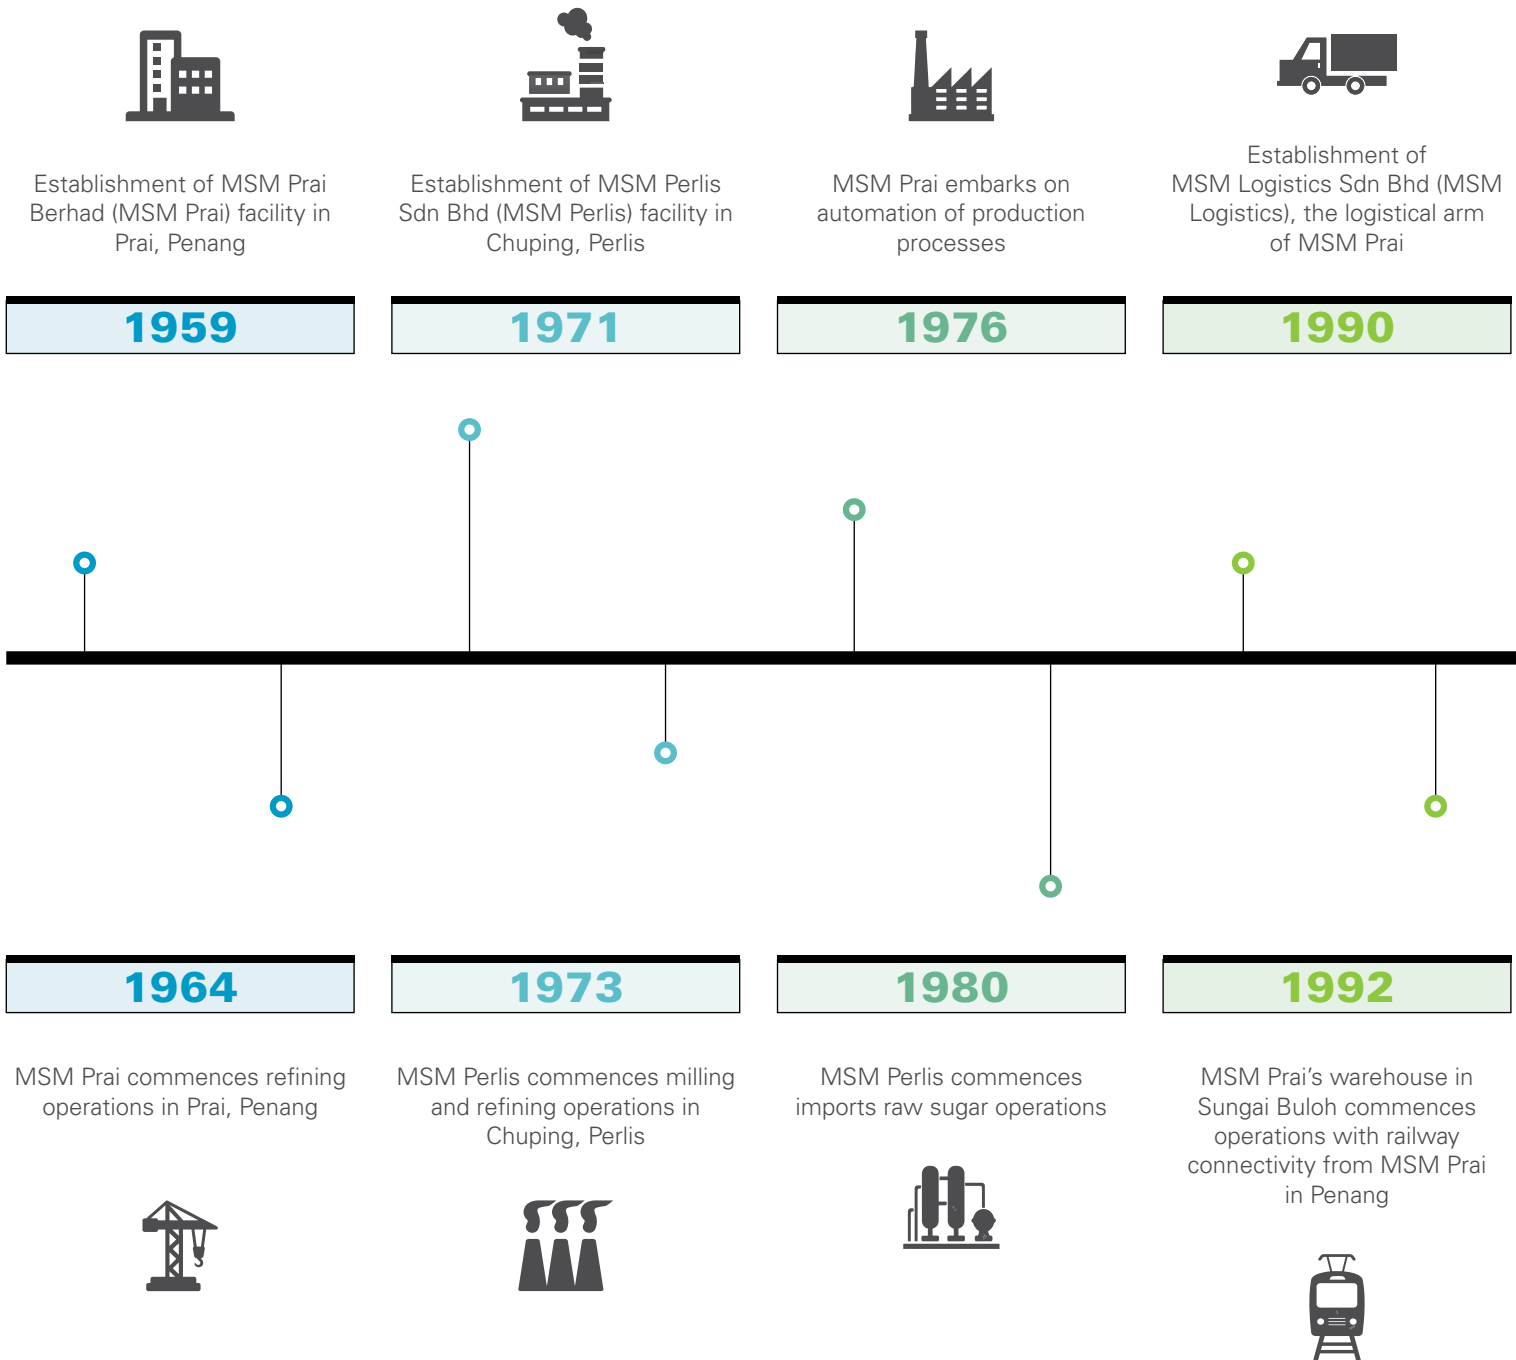 Establishment of MSM Prai
Berhad (MSM Prai) facility in
Prai, Penang
1959
Establishment of MSM Perlis
Sdn Bhd (MSM Perlis) facility in
Chuping, Perlis
1971
MSM Prai embarks on
automation of production
processes
1976
Establishment of
MSM Logistics Sdn Bhd (MSM
Logistics), the logistical arm
of MSM Prai
1990
1964
MSM Prai commences refining
operations in Prai, Penang
1973
MSM Perlis commences milling
and refining operations in
Chuping, Perlis
1980
MSM Perlis commences
imports raw sugar operations
1992
MSM Prai’s warehouse in
Sungai Buloh commences
operations with railway
connectivity from MSM Prai
in Penang